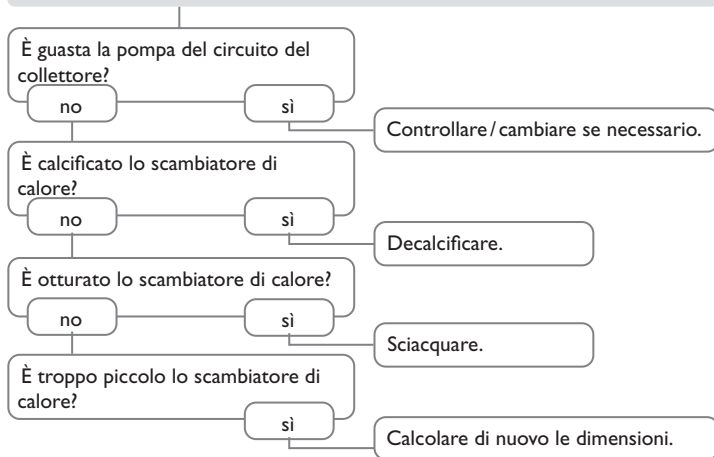 È guasta la pompa del circuito del
collettore?
no
sì
Controllare/cambiare se necessario.
È calcificato lo scambiatore di
calore?
no
sì
Decalcificare.
È otturato lo scambiatore di calore?
no
sì
Sciacquare.
È troppo piccolo lo scambiatore di
calore?
sì
Calcolare di nuovo le dimensioni.